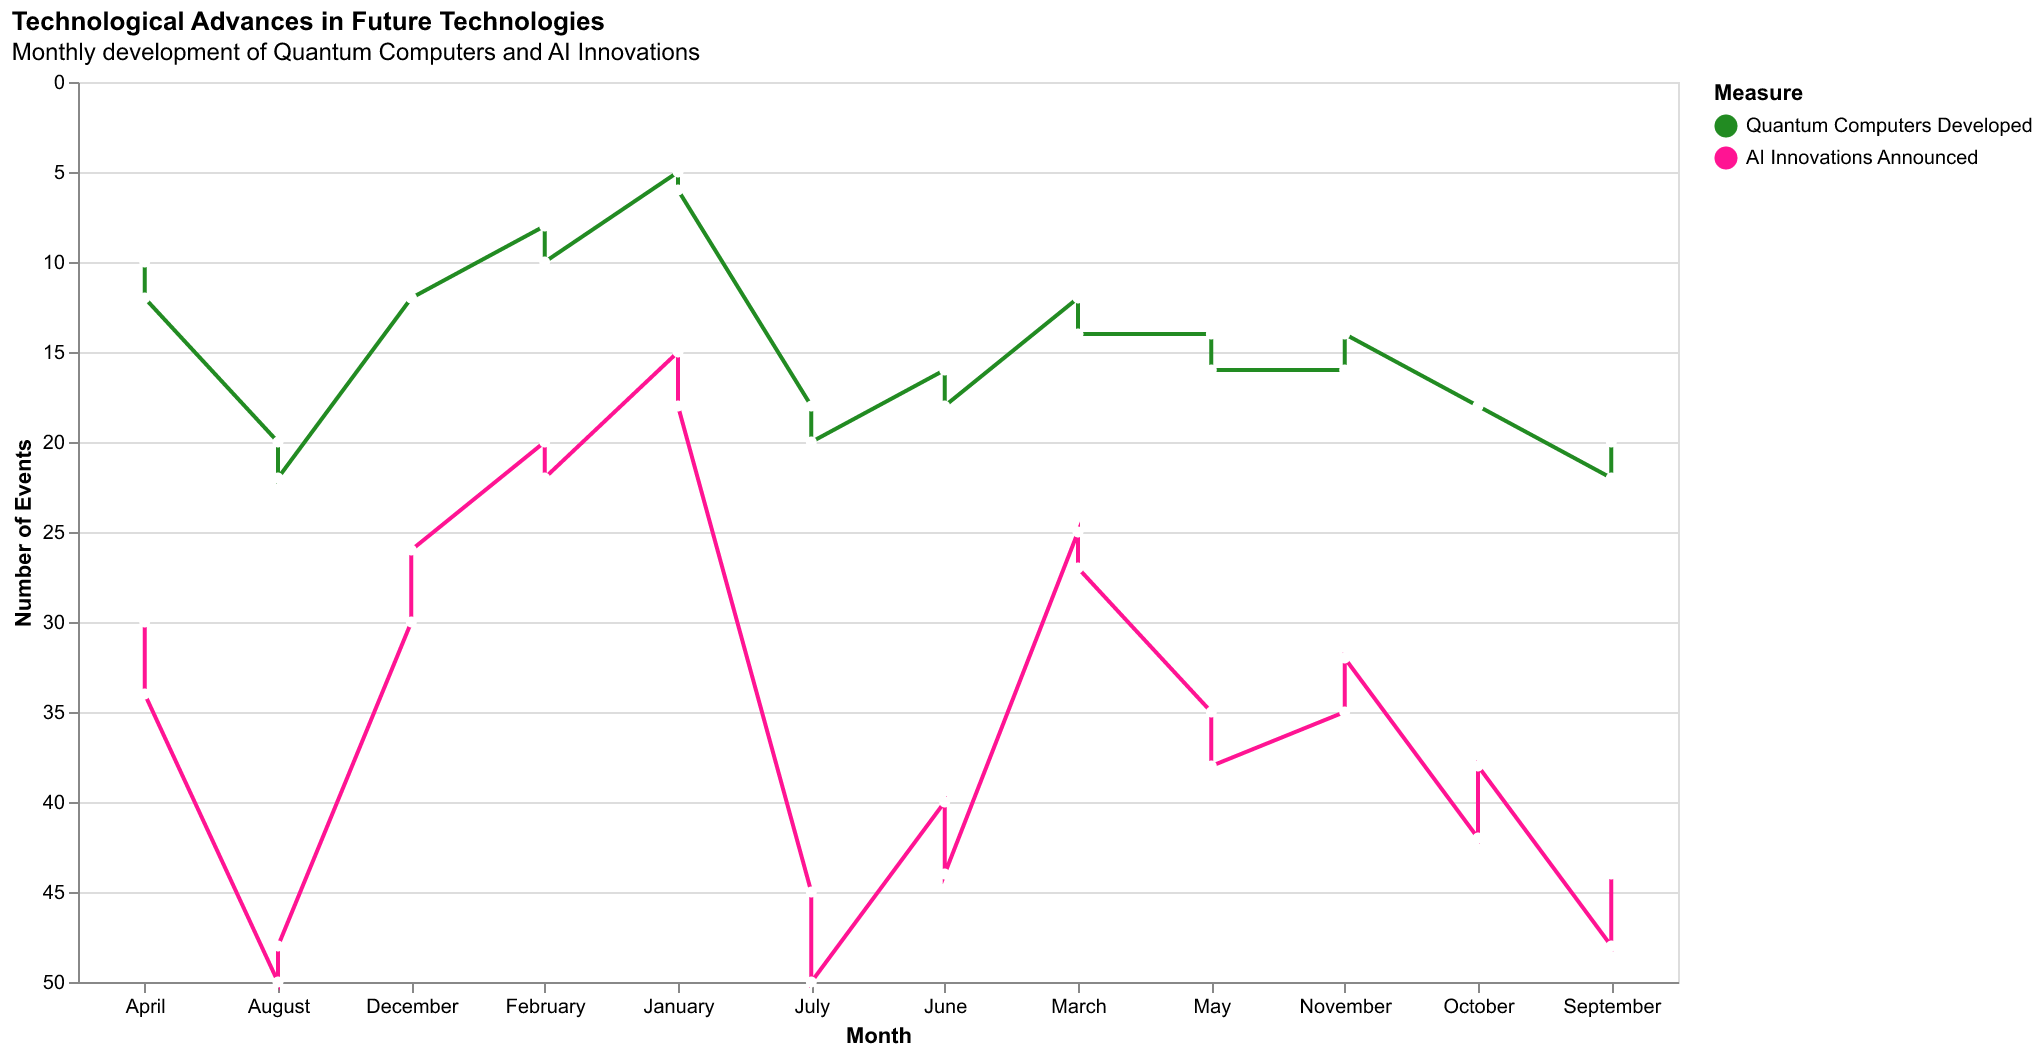 Technological Advances in Future Technologies
Monthly development of Quantum Computers and AI Innovations
Measure
Quantum Computers Developed
AI Innovations Announced
Number of Events
0
5
10
15
20
25
30
35
40
45
50
April August December February January July June March May November October September
Month